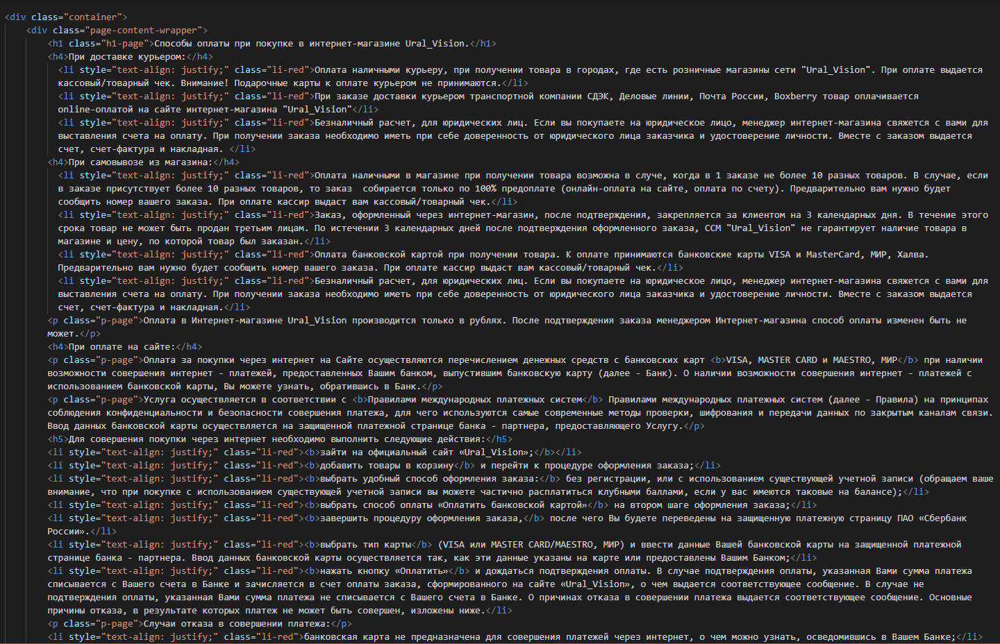 <div class="container">
<div class="page-content-wrapper">
<h1 class="h1-page">Способы оплаты при покупке в интернет-магазине Ural_Vision.</h1>
<h4>При доставке курьером:</h4>
<li style="text-align: justify;" class="li-red">Оплата наличными курьеру, при получении товара в городах, где есть розничные магазины сети "Ural_Vision". При оплате выдается
кассовый/товарный чек. Внимание! Подарочные карты к оплате курьером не принимаются.</li>
<li style="text-align: justify;" class="li-red">При заказе доставки курьером транспортной компании СДЭК, Деловые линии, Почта России, Boxberry товар оплачивается
online-оплатой на сайте интернет-магазина "Ural_Vision"</li>
<li style="text-align: justify;" class="li-red">Безналичный расчет, для юридических лиц. Если вы покупаете на юридическое лицо, менеджер интернет-магазина свяжется с вами для
выставления счета на оплату. При получении заказа необходимо иметь при себе доверенность от юридического лица заказчика и удостоверение личности. Вместе с заказом выдается
счет, счет-фактура и накладная. </li>
<h4>При самовывозе из магазина:</h4>
<li style="text-align: justify;" class="li-red">Оплата наличными в магазине при получении товара возможна в случе, когда в 1 заказе не более 10 разных товаров. В случае, если
в заказе присутствует более 10 разных товаров, то заказ  собирается только по 100% предоплате (онлайн-оплата на сайте, оплата по счету). Предварительно вам нужно будет
сообщить номер вашего заказа. При оплате кассир выдаст вам кассовый/товарный чек.</li>
<li style="text-align: justify;" class="li-red">Заказ, оформленный через интернет-магазин, после подтверждения, закрепляется за клиентом на 3 календарных дня. В течение этого
срока товар не может быть продан третьим лицам. По истечении 3 календарных дней после подтверждения оформленного заказа, ССМ "Ural_Vision" не гарантирует наличие товара в
магазине и цену, по которой товар был заказан.</li>
<li style="text-align: justify;" class="li-red">Оплата банковской картой при получении товара. К оплате принимаются банковские карты VISA и MasterCard, МИР, Халва.
Предварительно вам нужно будет сообщить номер вашего заказа. При оплате кассир выдаст вам кассовый/товарный чек.</li>
<li style="text-align: justify;" class="li-red">Безналичный расчет, для юридических лиц. Если вы покупаете на юридическое лицо, менеджер интернет-магазина свяжется с вами для
выставления счета на оплату. При получении заказа необходимо иметь при себе доверенность от юридического лица заказчика и удостоверение личности. Вместе с заказом выдается
счет, счет-фактура и накладная.</li>
<p class="p-page">Оплата в Интернет-магазине Ural_Vision производится только в рублях. После подтверждения заказа менеджером Интернет-магазина способ оплаты изменен быть не
может.</p>
<h4>При оплате на сайте:</h4>
<p class="p-page">Оплата за покупки через интернет на Сайте осуществляются перечислением денежных средств с банковских карт <b>VISA, MASTER CARD и MAESTRO, МИР</b> при наличии
возможности совершения интернет - платежей, предоставленных Вашим банком, выпустившим банковскую карту (далее - Банк). О наличии возможности совершения интернет - платежей с
использованием банковской карты, Вы можете узнать, обратившись в Банк.</p>
<p class="p-page">Услуга осуществляется в соответствии с <b>Правилами международных платежных систем</b> Правилами международных платежных систем (далее - Правила) на принципах
соблюдения конфиденциальности и безопасности совершения платежа, для чего используются самые современные методы проверки, шифрования и передачи данных по закрытым каналам связи.
Ввод данных банковской карты осуществляется на защищенной платежной странице банка - партнера, предоставляющего Услугу.</p>
<h5>Для совершения покупки через интернет необходимо выполнить следующие действия:</h5>
<li style="text-align: justify;" class="li-red"><b>зайти на официальный сайт «Ural_Vision»;</b></li>
<li style="text-align: justify;" class="li-red"><b>добавить товары в корзину</b> и перейти к процедуре оформления заказа;</li>
<li style="text-align: justify;" class="li-red"><b>выбрать удобный способ оформления заказа:</b> без регистрации, или с использованием существующей учетной записи (обращаем ваше
внимание, что при покупке с использованием существующей учетной записи вы можете частично расплатиться клубными баллами, если у вас имеются таковые на балансе);</li>
<li style="text-align: justify;" class="li-red"><b>выбрать способ оплаты «Оплатить банковской картой»</b> на втором шаге оформления заказа;</li>
<li style="text-align: justify;" class="li-red"><b>завершить процедуру оформления заказа,</b> после чего Вы будете переведены на защищенную платежную страницу ПАО «Сбербанк
России».</li>
<li style="text-align: justify;" class="li-red"><b>выбрать тип карты</b> (VISA или MASTER CARD/MAESTRO, МИР) и ввести данные Вашей банковской карты на защищенной платежной
странице банка - партнера. Ввод данных банковской карты осуществляется так, как эти данные указаны на карте или предоставлены Вашим Банком;</li>
<li style="text-align: justify;" class="li-red"><b>нажать кнопку «Оплатить»</b> и дождаться подтверждения оплаты. В случае подтверждения оплаты, указанная Вами сумма платежа
списывается с Вашего счета в Банке и зачисляется в счет оплаты заказа, сформированного на сайте «Ural_Vision», о чем выдается соответствующее сообщение. В случае не
подтверждения оплаты, указанная Вами сумма платежа не списывается с Вашего счета в Банке. О причинах отказа в совершении платежа выдается соответствующее сообщение. Основные
причины отказа, в результате которых платеж не может быть совершен, изложены ниже.</li>
<p class="p-page">Случаи отказа в совершении платежа:</p>
<li style="text-align: justify;" class="li-red">банковская карта не предназначена для совершения платежей через интернет, о чем можно узнать, осведомившись в Вашем Банке;</li>